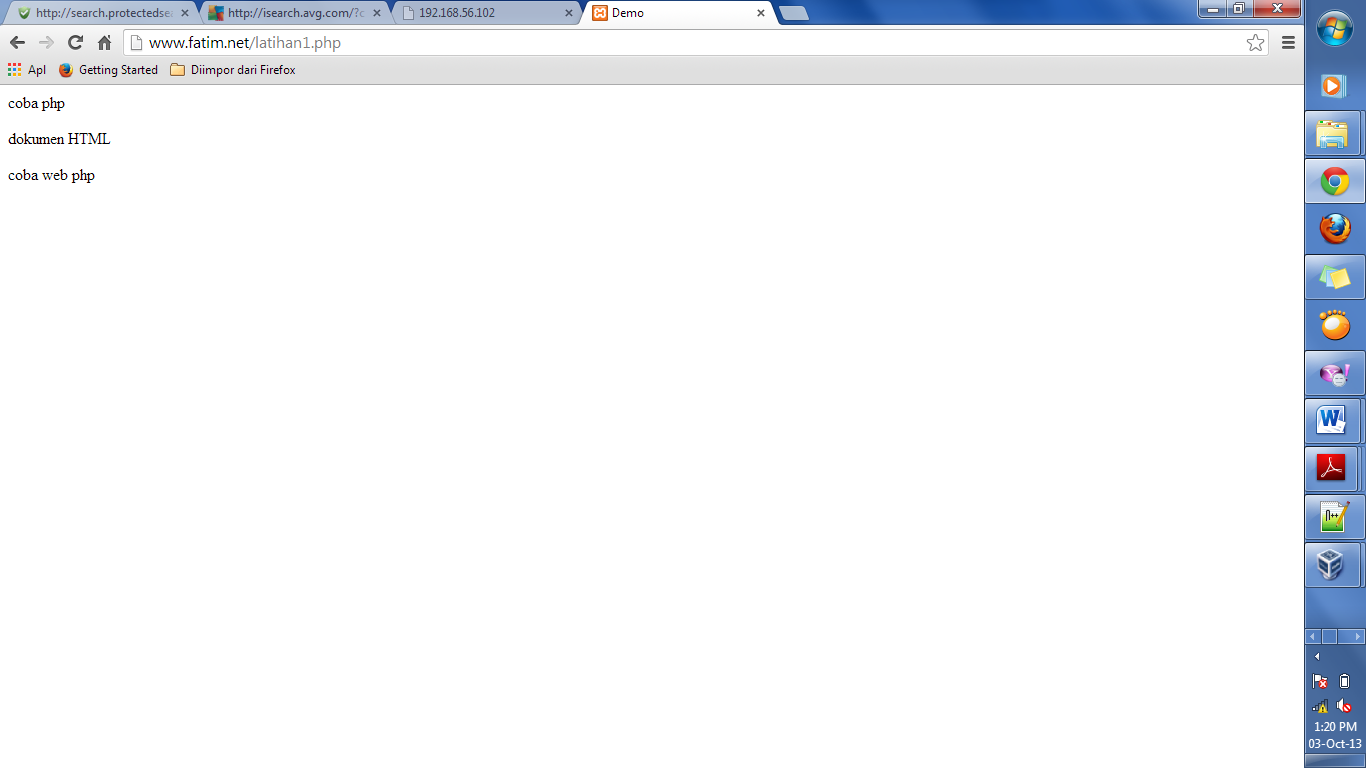 http://search.protectedsea
http://isearch.avg.com/?c
192.168.56.102
Demo
www.fatim.net/latihan1.php
Apl
Getting Started
Diimpor dari Firefox
coba php
dokumen HTML
coba web php
1:20 PM
03-Oct-13